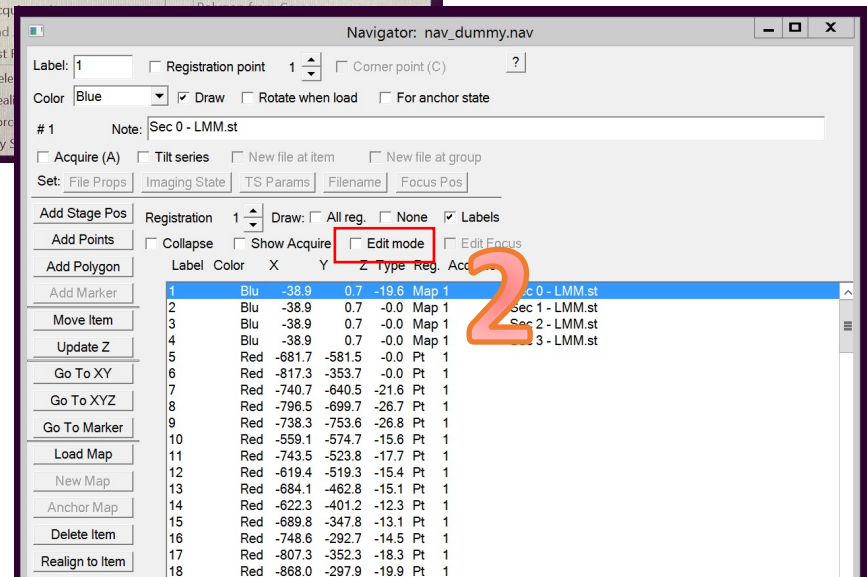 Navigator: nav_dummy.nav
Label: 1 Registration point 1 Corner point (C) ?
Color Blue Draw Rotate when load For anchor state
# 1 Note: Sec 0 - LMM.st
Acquire (A) Tilt series New file at item New file at group
Set: File Props Imaging State TS Params Filename Focus Pos
Add Stage Pos Registration 1 Draw: All reg. None Labels
Add Points Collapse Show Acquire Edit mode Edit Focus
Add Polygon Label Color X Y Z Type Reg.
Add Marker
Move Item
Update Z
Go To XY
Go To XYZ
Go To Marker
Load Map
New Map
Anchor Map
Delete Item
Realign to Item
1 Blu -38.9 0.7 -19.6 Map 1 Sec 0 - LMM.st
2 Blu -38.9 0.7 -0.0 Map 1 Sec 1 - LMM.st
3 Blu -38.9 0.7 -0.0 Map 1 Sec 2 - LMM.st
4 Blu -38.9 0.7 -0.0 Map 1 Sec 3 - LMM.st
5 Red -681.7 -581.5 -0.0 Pt 1
6 Red -817.3 -353.7 -0.0 Pt 1
7 Red -740.7 -640.5 -21.6 Pt 1
8 Red -796.5 -699.7 -26.7 Pt 1
9 Red -738.3 -753.6 -26.8 Pt 1
10 Red -559.1 -574.7 -15.6 Pt 1
11 Red -743.5 -523.8 -17.7 Pt 1
12 Red -619.4 -519.3 -15.4 Pt 1
13 Red -684.1 -462.8 -15.1 Pt 1
14 Red -622.3 -401.2 -12.3 Pt 1
15 Red -689.8 -347.8 -13.1 Pt 1
16 Red -748.6 -292.7 -14.5 Pt 1
17 Red -807.3 -352.3 -18.3 Pt 1
18 Red -868.0 -297.9 -19.9 Pt 1
2